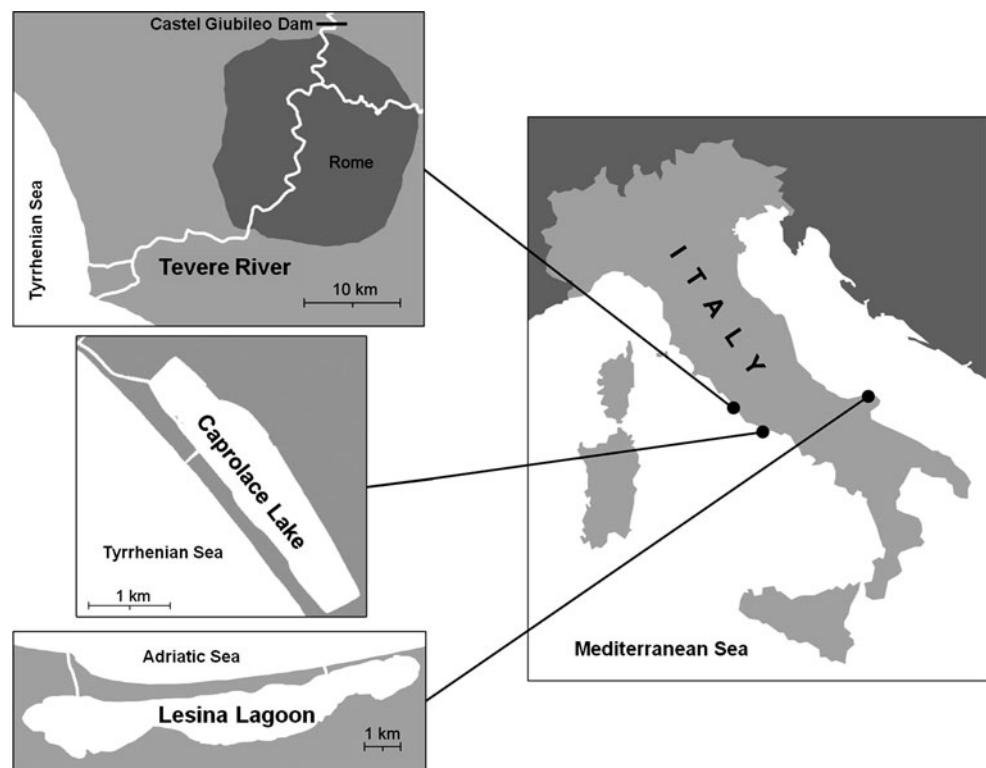 Castel Giubileo Dam
Rome
Tyrrhenian Sea
Tevere River
10 km
Caprolace Lake
Tyrrhenian Sea
1 km
Adriatic Sea
Lesina Lagoon
1 km
ITALY
Mediterranean Sea